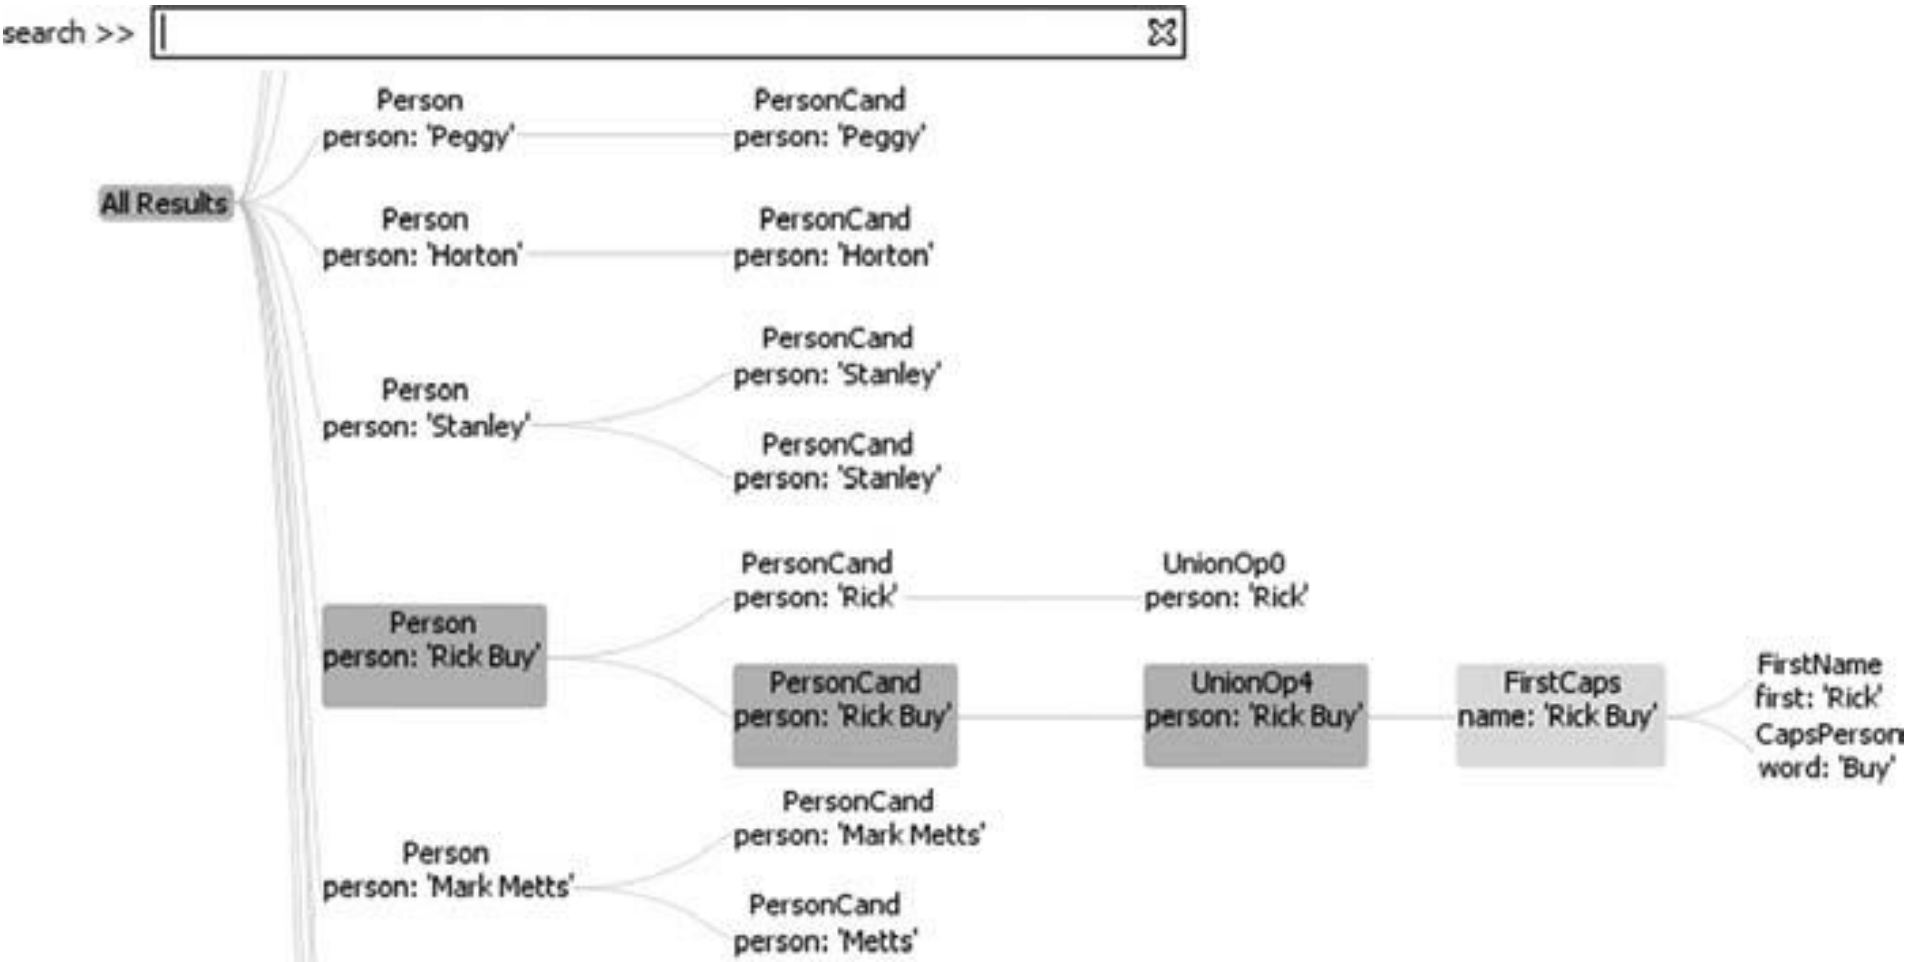 search >>
Person
person: 'Peggy'
PersonCand
person: 'Peggy'
All Results
Person
person: 'Horton'
PersonCand
person: 'Horton'
Person
person: 'Stanley'
PersonCand
person: 'Stanley'
PersonCand
person: 'Stanley'
Person
person: 'Rick Buy'
PersonCand
person: 'Rick'
UnionOp0
person: 'Rick'
PersonCand
person: 'Rick Buy'
UnionOp4
person: 'Rick Buy'
FirstCaps
name: 'Rick Buy'
FirstName
first: 'Rick'
CapsPerson
word: 'Buy'
Person
person: 'Mark Metts'
PersonCand
person: 'Mark Metts'
PersonCand
person: 'Metts'